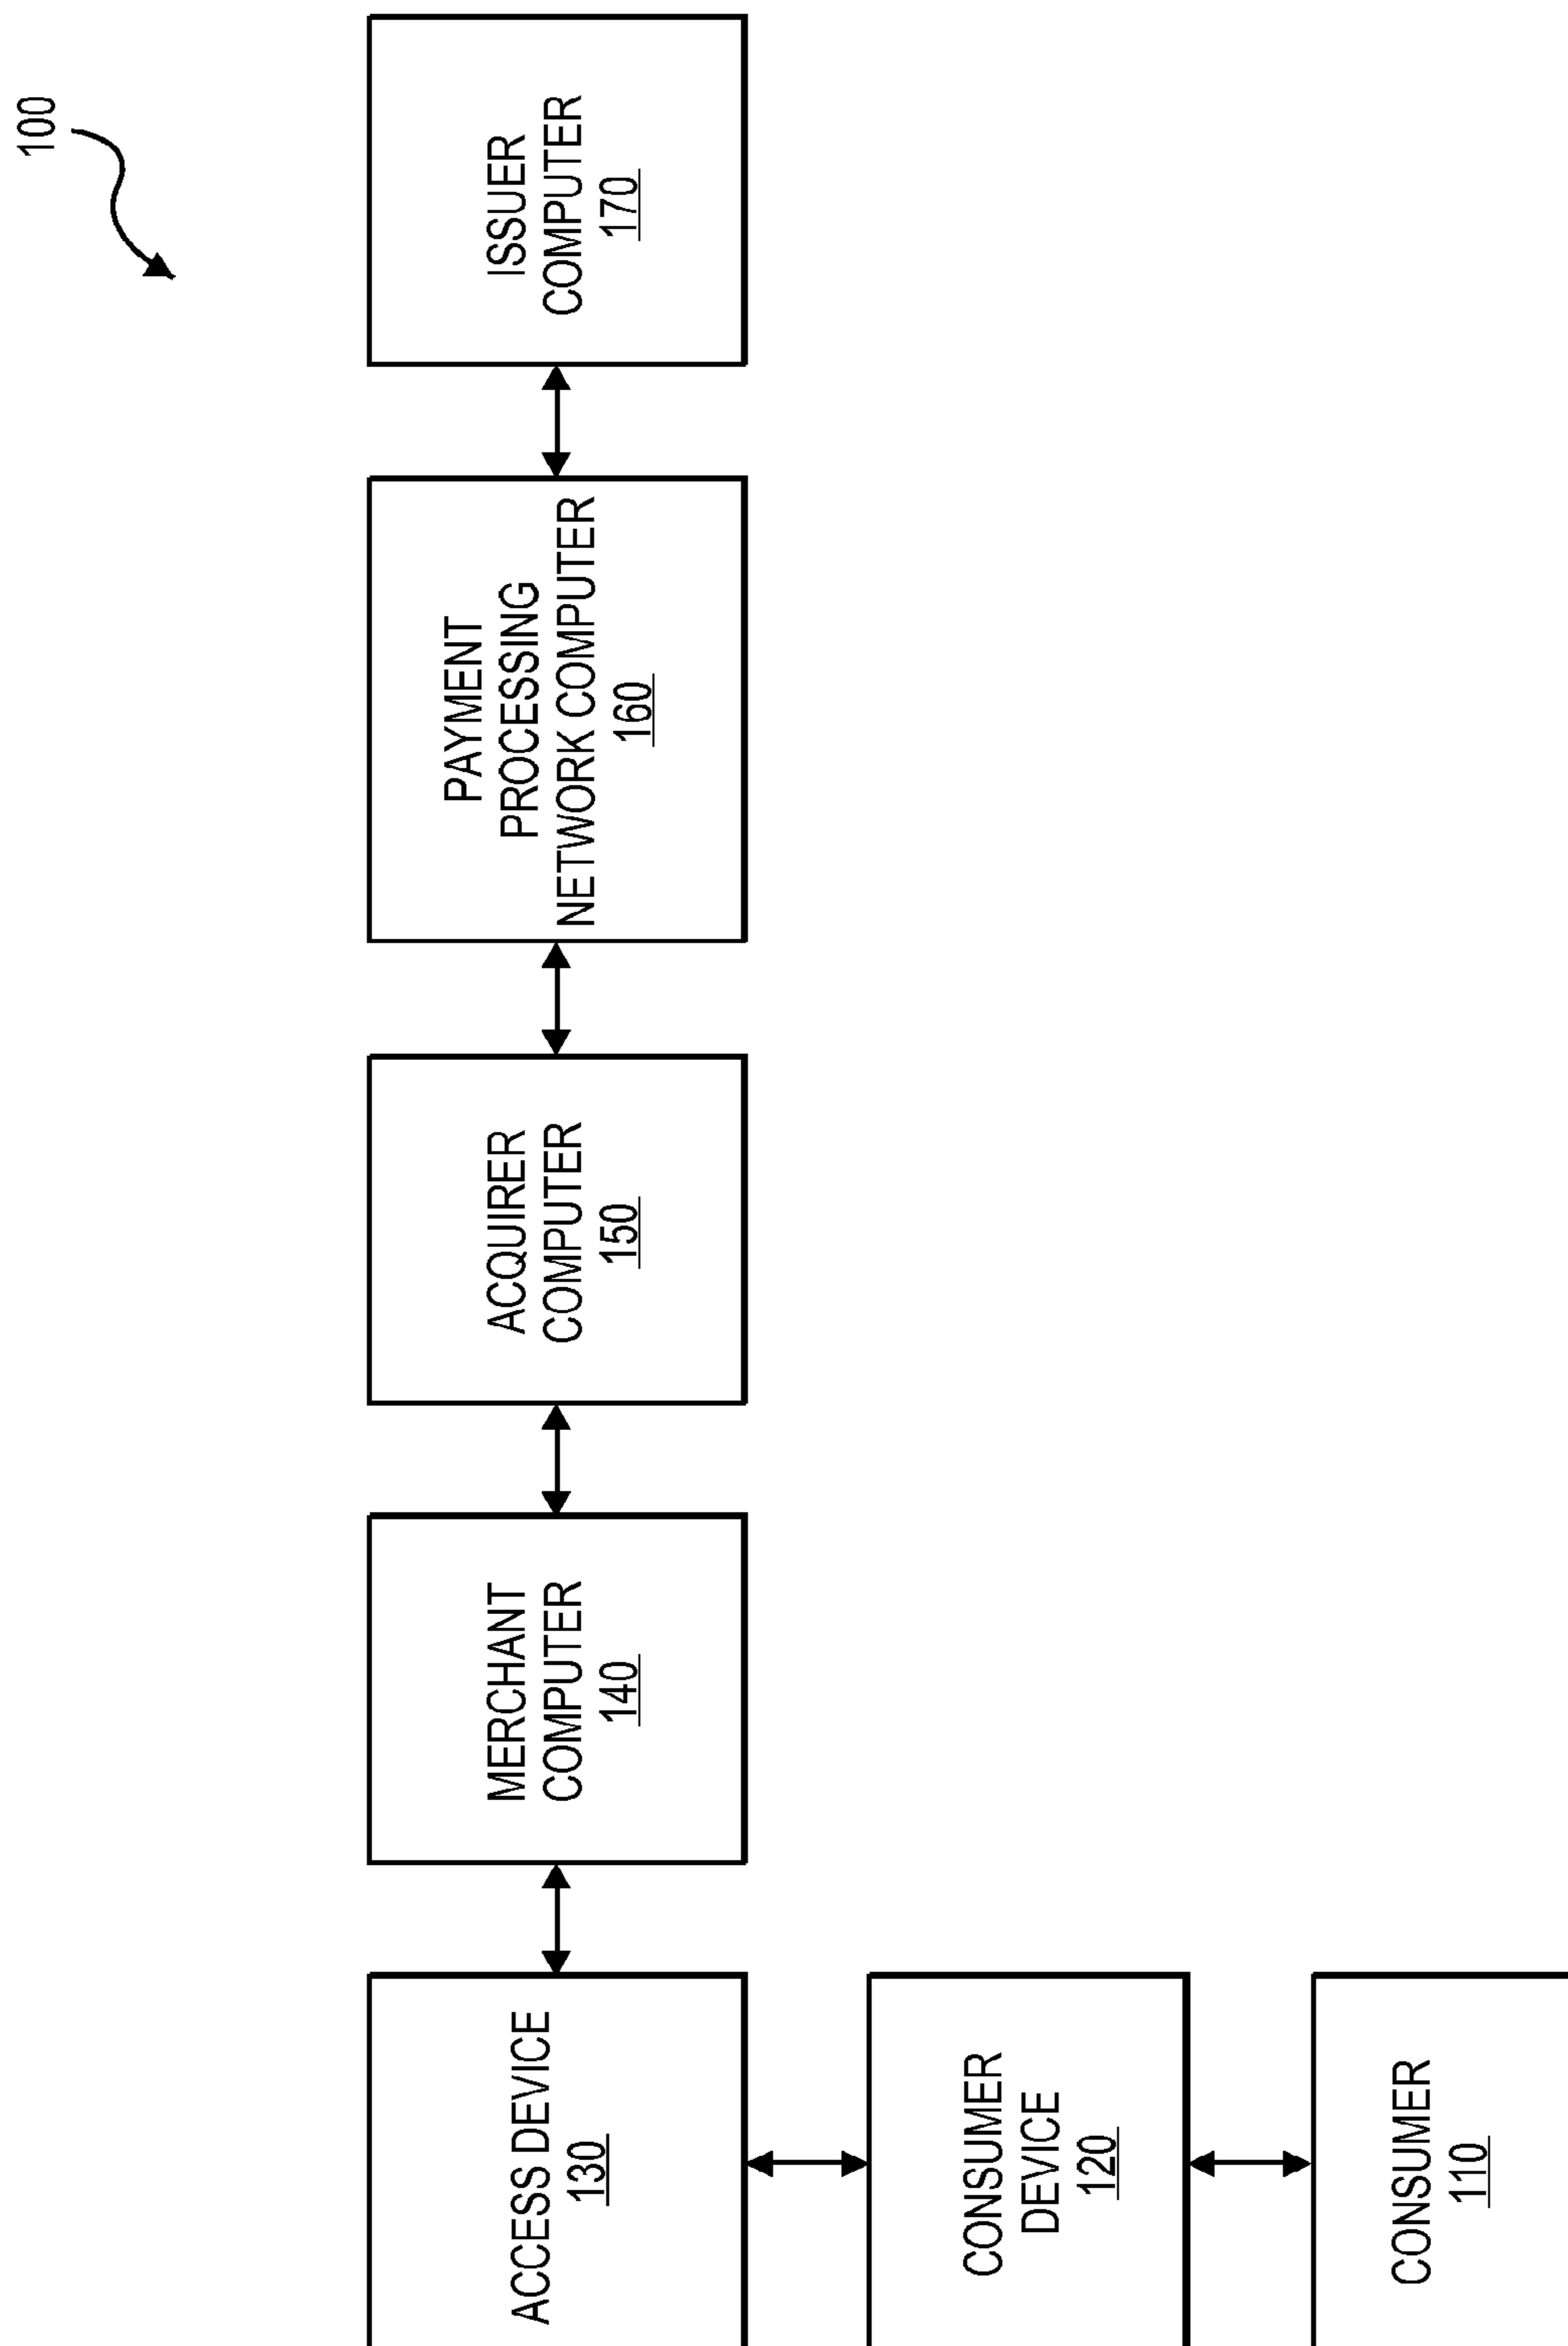 100
ACCESS DEVICE
130
MERCHANT
COMPUTER
140
ACQUIRER
COMPUTER
150
PAYMENT
PROCESSING
NETWORK COMPUTER
160
ISSUER
COMPUTER
170
CONSUMER
DEVICE
120
CONSUMER
110